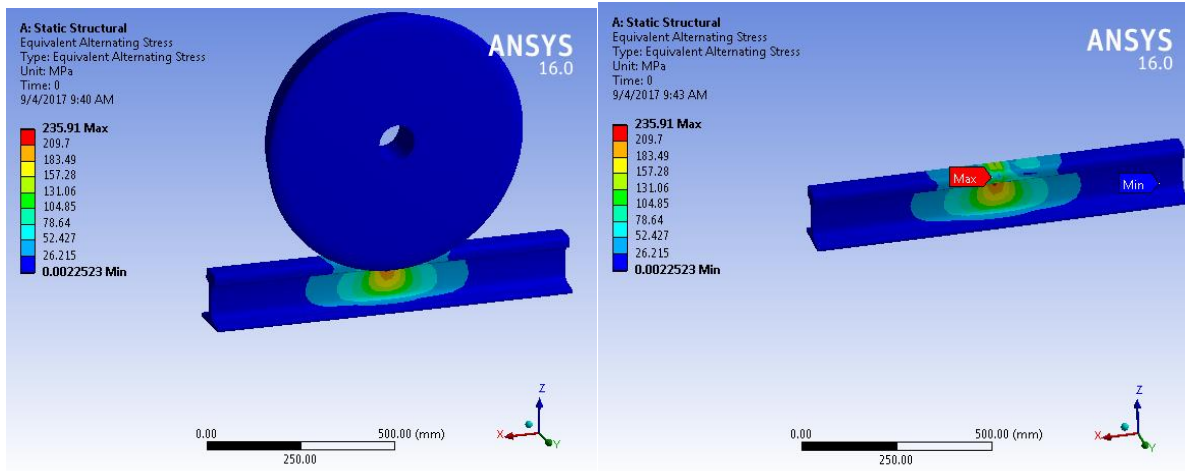 A: Static Structural
Equivalent Alternating Stress
Type: Equivalent Alternating Stress
Unit: MPa
Time: 0
9/4/2017 9:40 AM
ANSYS
16.0
235.91 Max
209.7
183.49
157.28
131.06
104.85
78.64
52.427
26.215
0.0022523 Min
0.00
500.00 (mm)
250.00
Z
X
Y
A: Static Structural
Equivalent Alternating Stress
Type: Equivalent Alternating Stress
Unit: MPa
Time: 0
9/4/2017 9:43 AM
ANSYS
16.0
235.91 Max
209.7
183.49
157.28
131.06
104.85
78.64
52.427
26.215
0.0022523 Min
Max
Min
0.00
500.00 (mm)
250.00
Z
X
Y